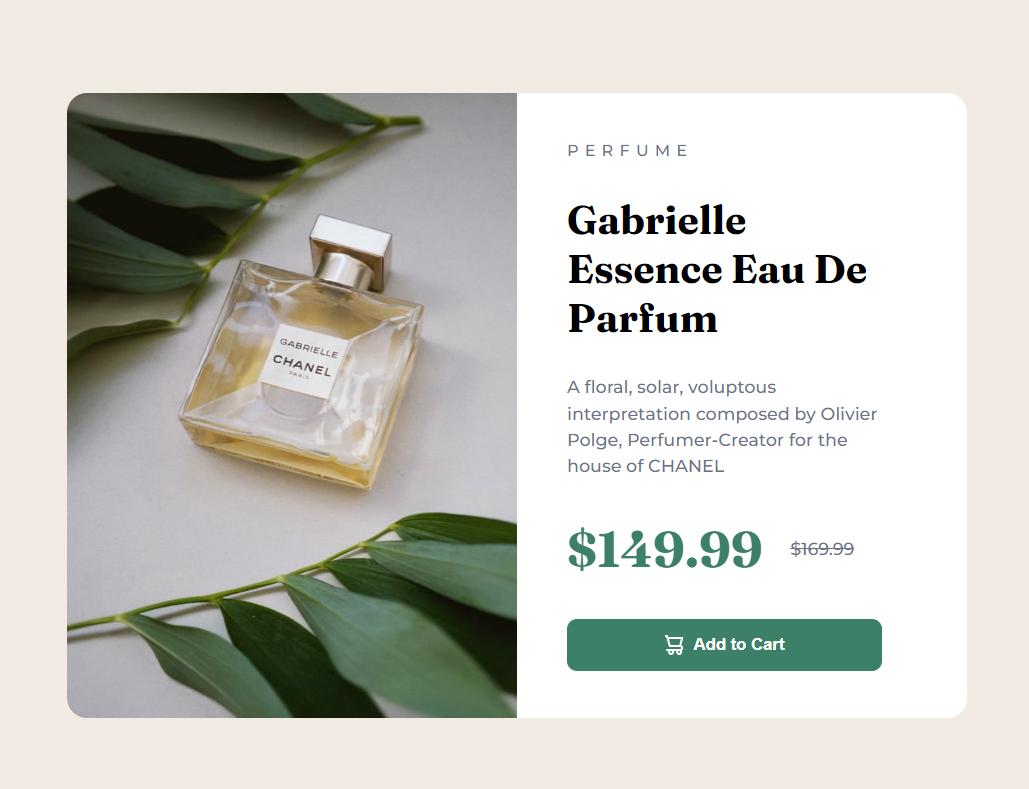 GABRIELLE
CHANEL
PARIS
PERFUME
Gabrielle
Essence Eau De
Parfum
A floral, solar, voluptous
interpretation composed by Olivier
Polge, Perfumer-Creator for the
house of CHANEL
$149.99 $169.99
Add to Cart